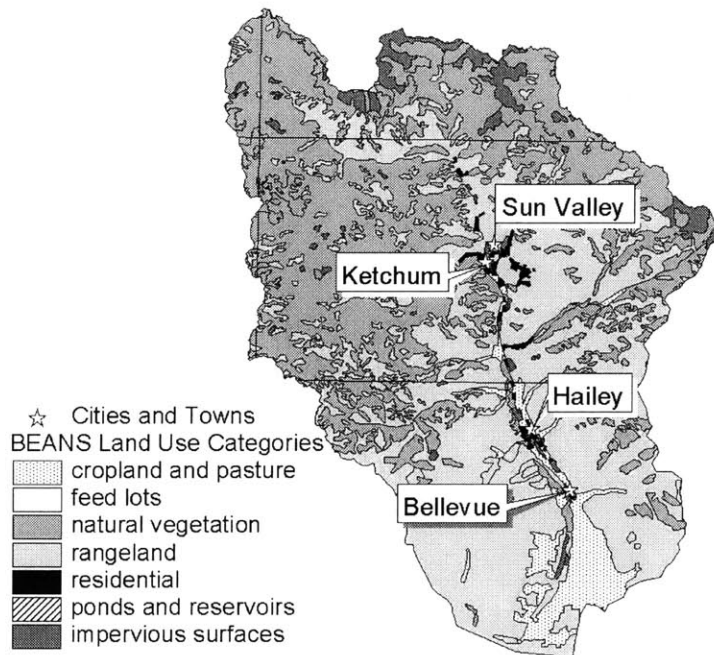 Sun Valley
Ketchum
Hailey
Bellevue
Cities and Towns
BEANS Land Use Categories
cropland and pasture
feed lots
natural vegetation
rangeland
residential
ponds and reservoirs
impervious surfaces